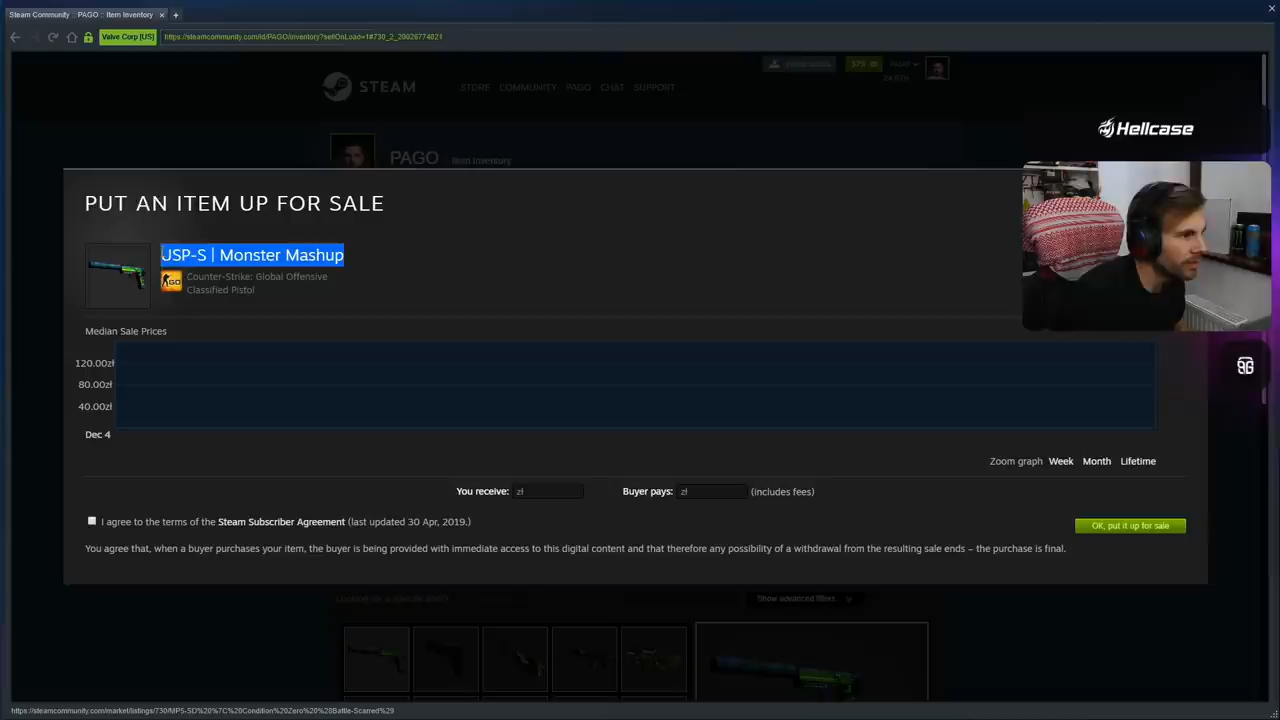 Steam Community :: PAGO :: Item Inventory
Valve Corp [US]
https://steamcommunity.com/id/PAGO/inventory?sellOnLoad=1#730_2_20026774021
STEAM
STORE COMMUNITY PAGO CHAT SUPPORT
Hellcase
PAGO Item Inventory
PUT AN ITEM UP FOR SALE
USP-S | Monster Mashup
GO Counter-Strike: Global Offensive
Classified Pistol
Median Sale Prices
120.00zł
80.00zł
40.00zł
Dec 4
Zoom graph Week Month Lifetime
You receive: zł Buyer pays: zł (includes fees)
I agree to the terms of the Steam Subscriber Agreement (last updated 30 Apr, 2019.)
OK, put it up for sale
You agree that, when a buyer purchases your item, the buyer is being provided with immediate access to this digital content and that therefore any possibility of a withdrawal from the resulting sale ends – the purchase is final.
Show advanced filters...
https://steamcommunity.com/market/listings/730/MP5-SD%20%7C%20Condition%20Zero%20%28Battle-Scarred%29